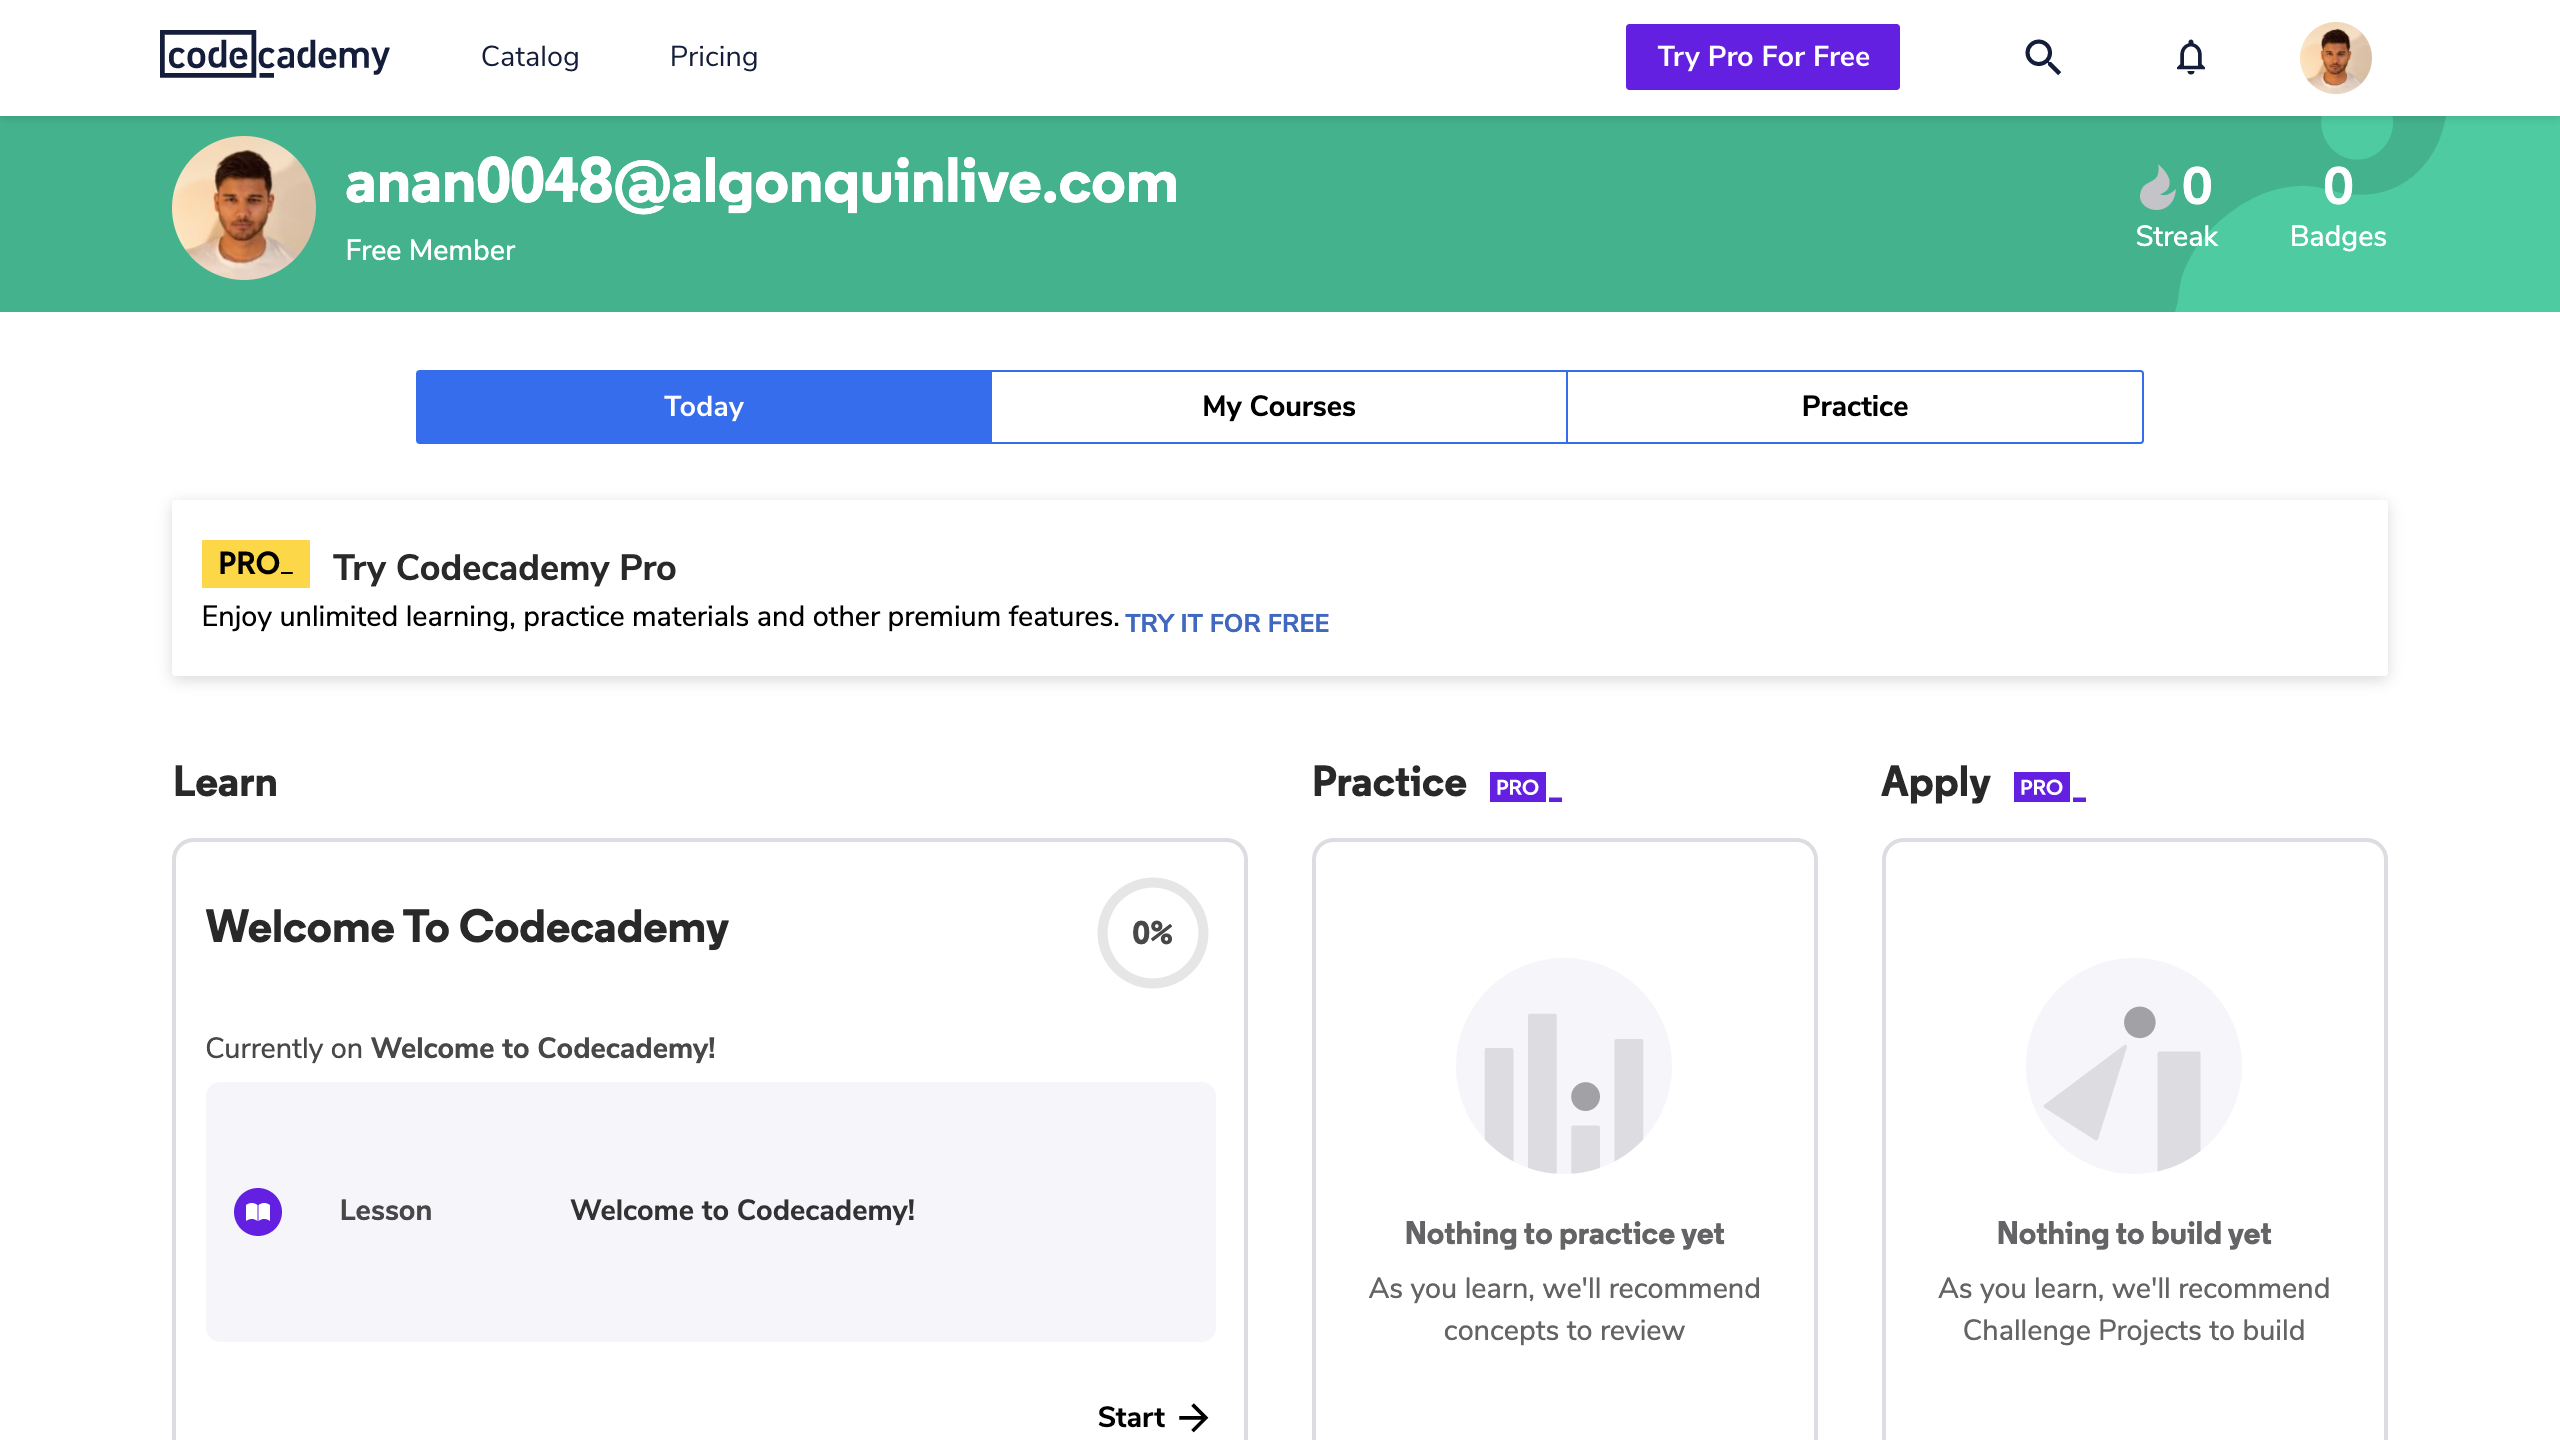 codecademy
Catalog
Pricing
Try Pro For Free
anan0048@algonquinlive.com
Free Member
0
Streak
0
Badges
Today
My Courses
Practice
PRO_
Try Codecademy Pro
Enjoy unlimited learning, practice materials and other premium features. TRY IT FOR FREE
Learn
Welcome To Codecademy
0%
Currently on Welcome to Codecademy!
Lesson
Welcome to Codecademy!
Start
Practice PRO_
Nothing to practice yet
As you learn, we'll recommend
concepts to review
Apply PRO_
Nothing to build yet
As you learn, we'll recommend
Challenge Projects to build